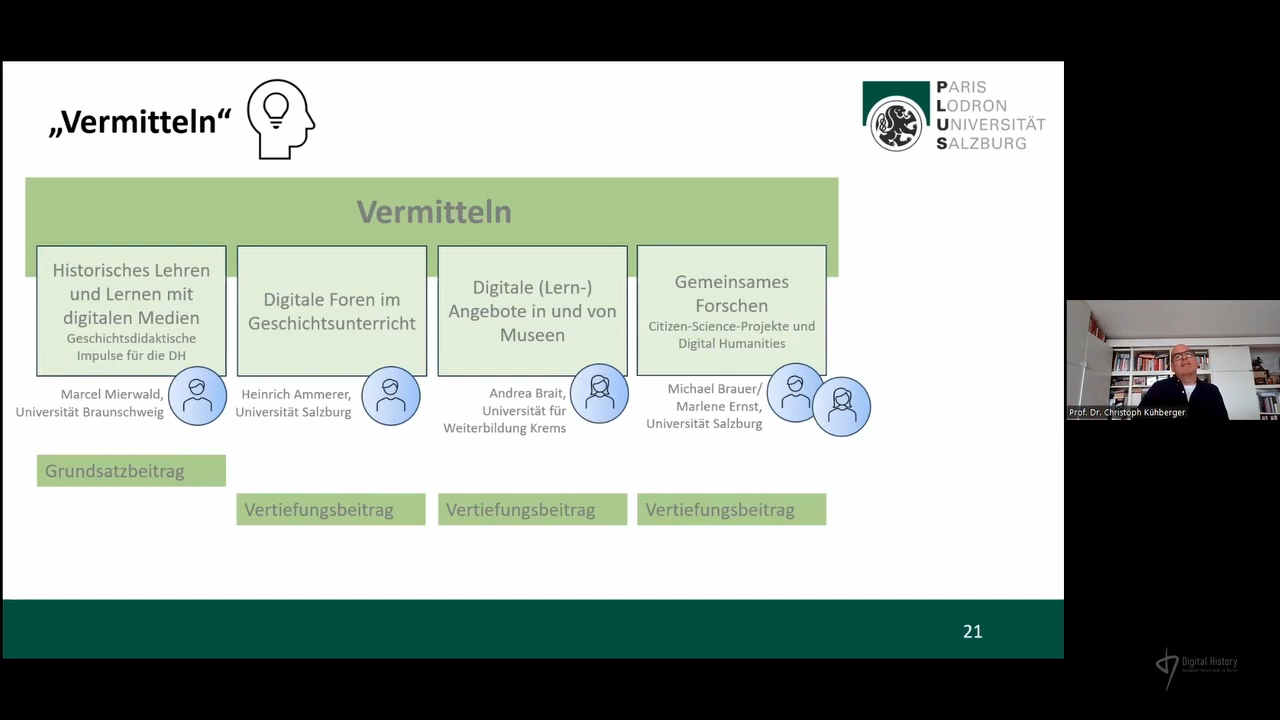 „Vermitteln“
PARIS
LODRON
UNIVERSITÄT
SALZBURG
Vermitteln
Historisches Lehren
und Lernen mit
digitalen Medien
Geschichtsdidaktische
Impulse für die DH
Digitale Foren im
Geschichtsunterricht
Digitale (Lern-)
Angebote in und von
Museen
Gemeinsames
Forschen
Citizen-Science-Projekte und
Digital Humanities
Marcel Mierwald,
Universität Braunschweig
Heinrich Ammerer,
Universität Salzburg
Andrea Brait,
Universität für
Weiterbildung Krems
Michael Brauer/
Marlene Ernst,
Universität Salzburg
Grundsatzbeitrag
Vertiefungsbeitrag
Vertiefungsbeitrag
Vertiefungsbeitrag
21
Prof. Dr. Christoph Kühberger
Digital History